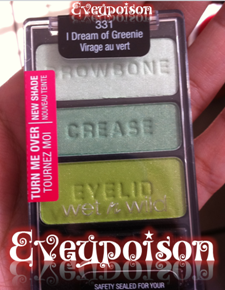 Eveypoison
331
I Dream of Greenie
Virage au vert
BROWBONE
CREASE
EYELID
wet n wild
TURN ME OVER
TOURNEZ MOI
NEW SHADE
NOUVELLE TEINTE
Eveypoison
SAFETY SEALED FOR YOUR